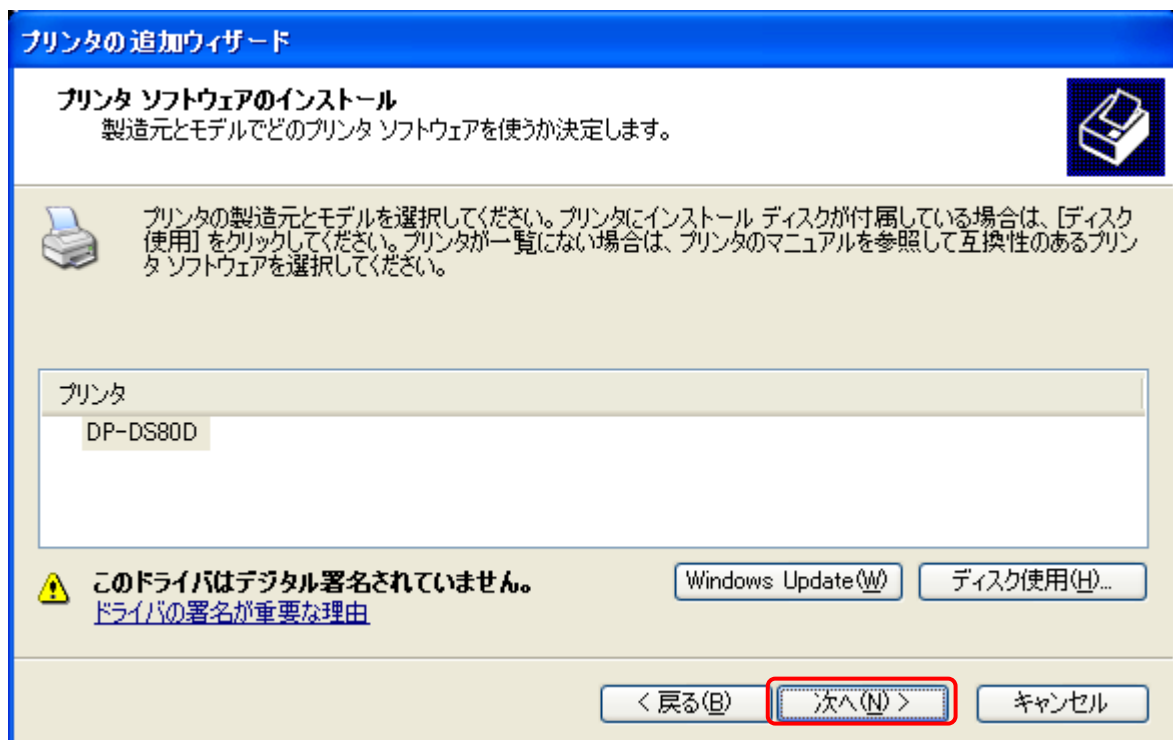 プリンタの追加ウィザード
プリンタ ソフトウェアのインストール
製造元とモデルでどのプリンタ ソフトウェアを使うか決定します。
プリンタの製造元とモデルを選択してください。プリンタにインストール ディスクが付属している場合は、[ディスク
使用] をクリックしてください。プリンタが一覧にない場合は、プリンタのマニュアルを参照して互換性のあるプリン
タ ソフトウェアを選択してください。
プリンタ
DP-DS80D
このドライバはデジタル署名されていません。
Windows Update(W)
ディスク使用(H)...
ドライバの署名が重要な理由
< 戻る(B)
次へ(N) >
キャンセル